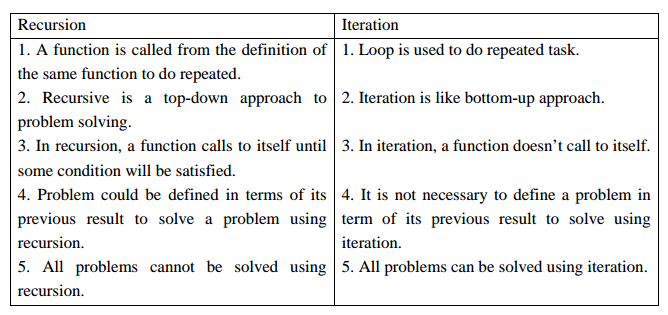 Recursion
Iteration
1. A function is called from the definition of
the same function to do repeated.
1. Loop is used to do repeated task.
2. Recursive is a top-down approach to
problem solving.
2. Iteration is like bottom-up approach.
3. In recursion, a function calls to itself until
some condition will be satisfied.
3. In iteration, a function doesn’t call to itself.
4. Problem could be defined in terms of its
previous result to solve a problem using
recursion.
4. It is not necessary to define a problem in
term of its previous result to solve using
iteration.
5. All problems cannot be solved using
recursion.
5. All problems can be solved using iteration.